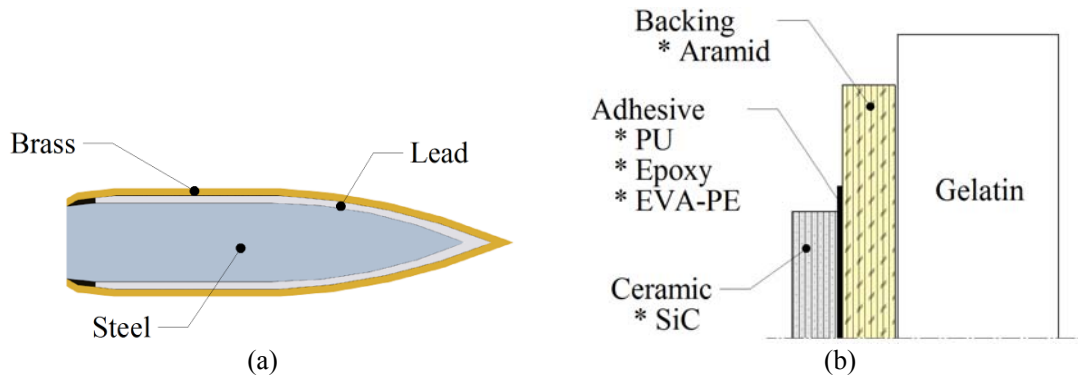 Brass
Lead
Steel
(a)
Backing
* Aramid
Adhesive
* PU
* Epoxy
* EVA-PE
Gelatin
Ceramic
* SiC
(b)